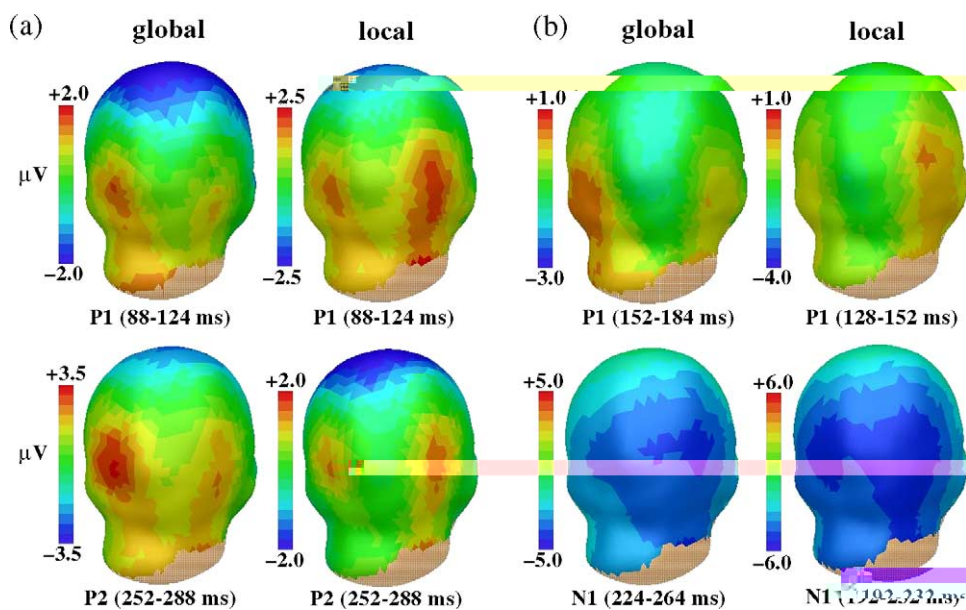 (a) global local (b) global local
+2.0 +2.5 +1.0 +1.0
μV
−2.0 −2.5 −3.0 −4.0
P1 (88-124 ms) P1 (88-124 ms) P1 (152-184 ms) P1 (128-152 ms)
+3.5 +2.0 +5.0 +6.0
μV
−3.5 −2.0 −5.0 −6.0
P2 (252-288 ms) P2 (252-288 ms) N1 (224-264 ms) N1